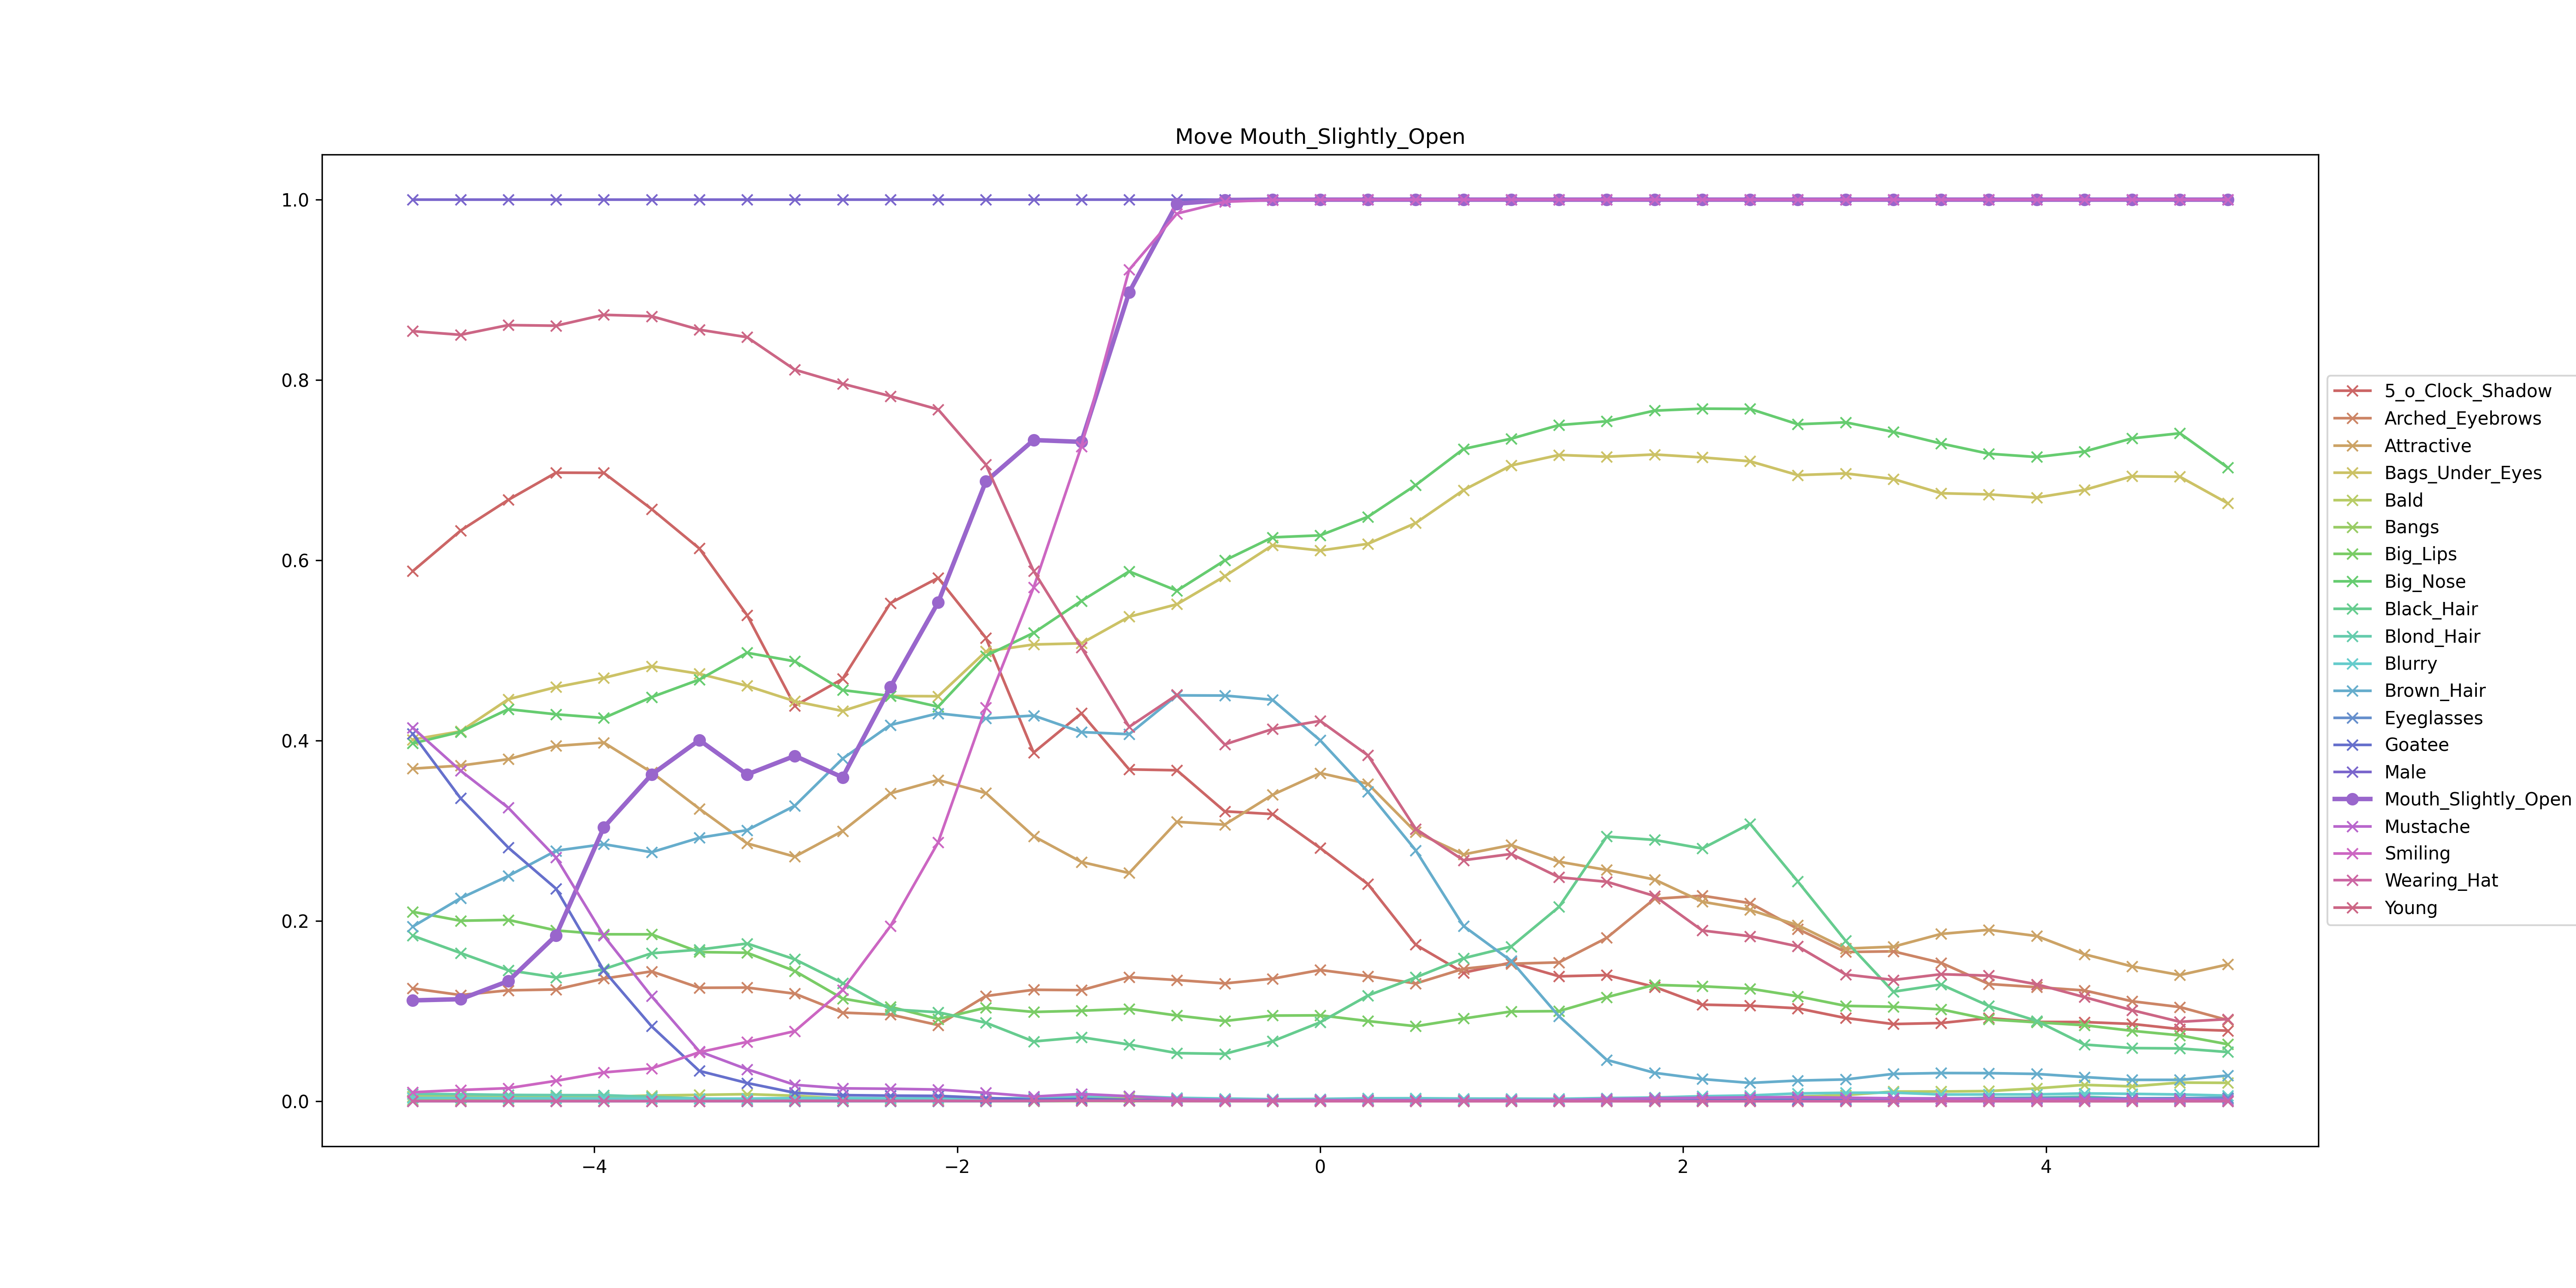 Move Mouth_Slightly_Open
1.0
0.8
0.6
0.4
0.2
0.0
−4
−2
0
2
4
5_o_Clock_Shadow
Arched_Eyebrows
Attractive
Bags_Under_Eyes
Bald
Bangs
Big_Lips
Big_Nose
Black_Hair
Blond_Hair
Blurry
Brown_Hair
Eyeglasses
Goatee
Male
Mouth_Slightly_Open
Mustache
Smiling
Wearing_Hat
Young